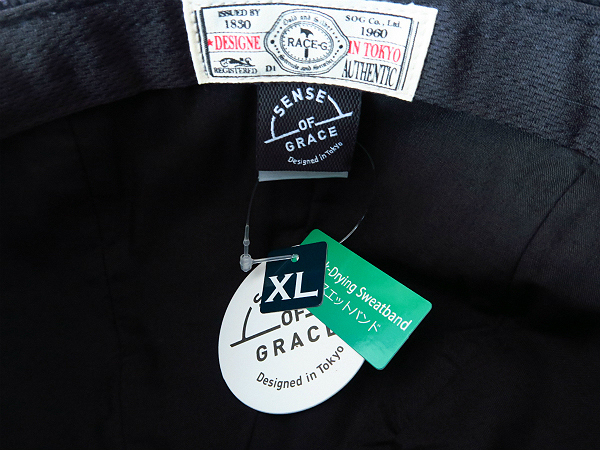 ISSUED BY
1830
SOG Co., Ltd.
1960
RACE-G.
★DESIGNE
IN TOKYO
REGISTERED
AUTHENTIC
SENSE
OF
GRACE
Designed in Tokyo
XL
-Drying Sweatband
エットバンド
OF
GRACE
Designed in Tokyo